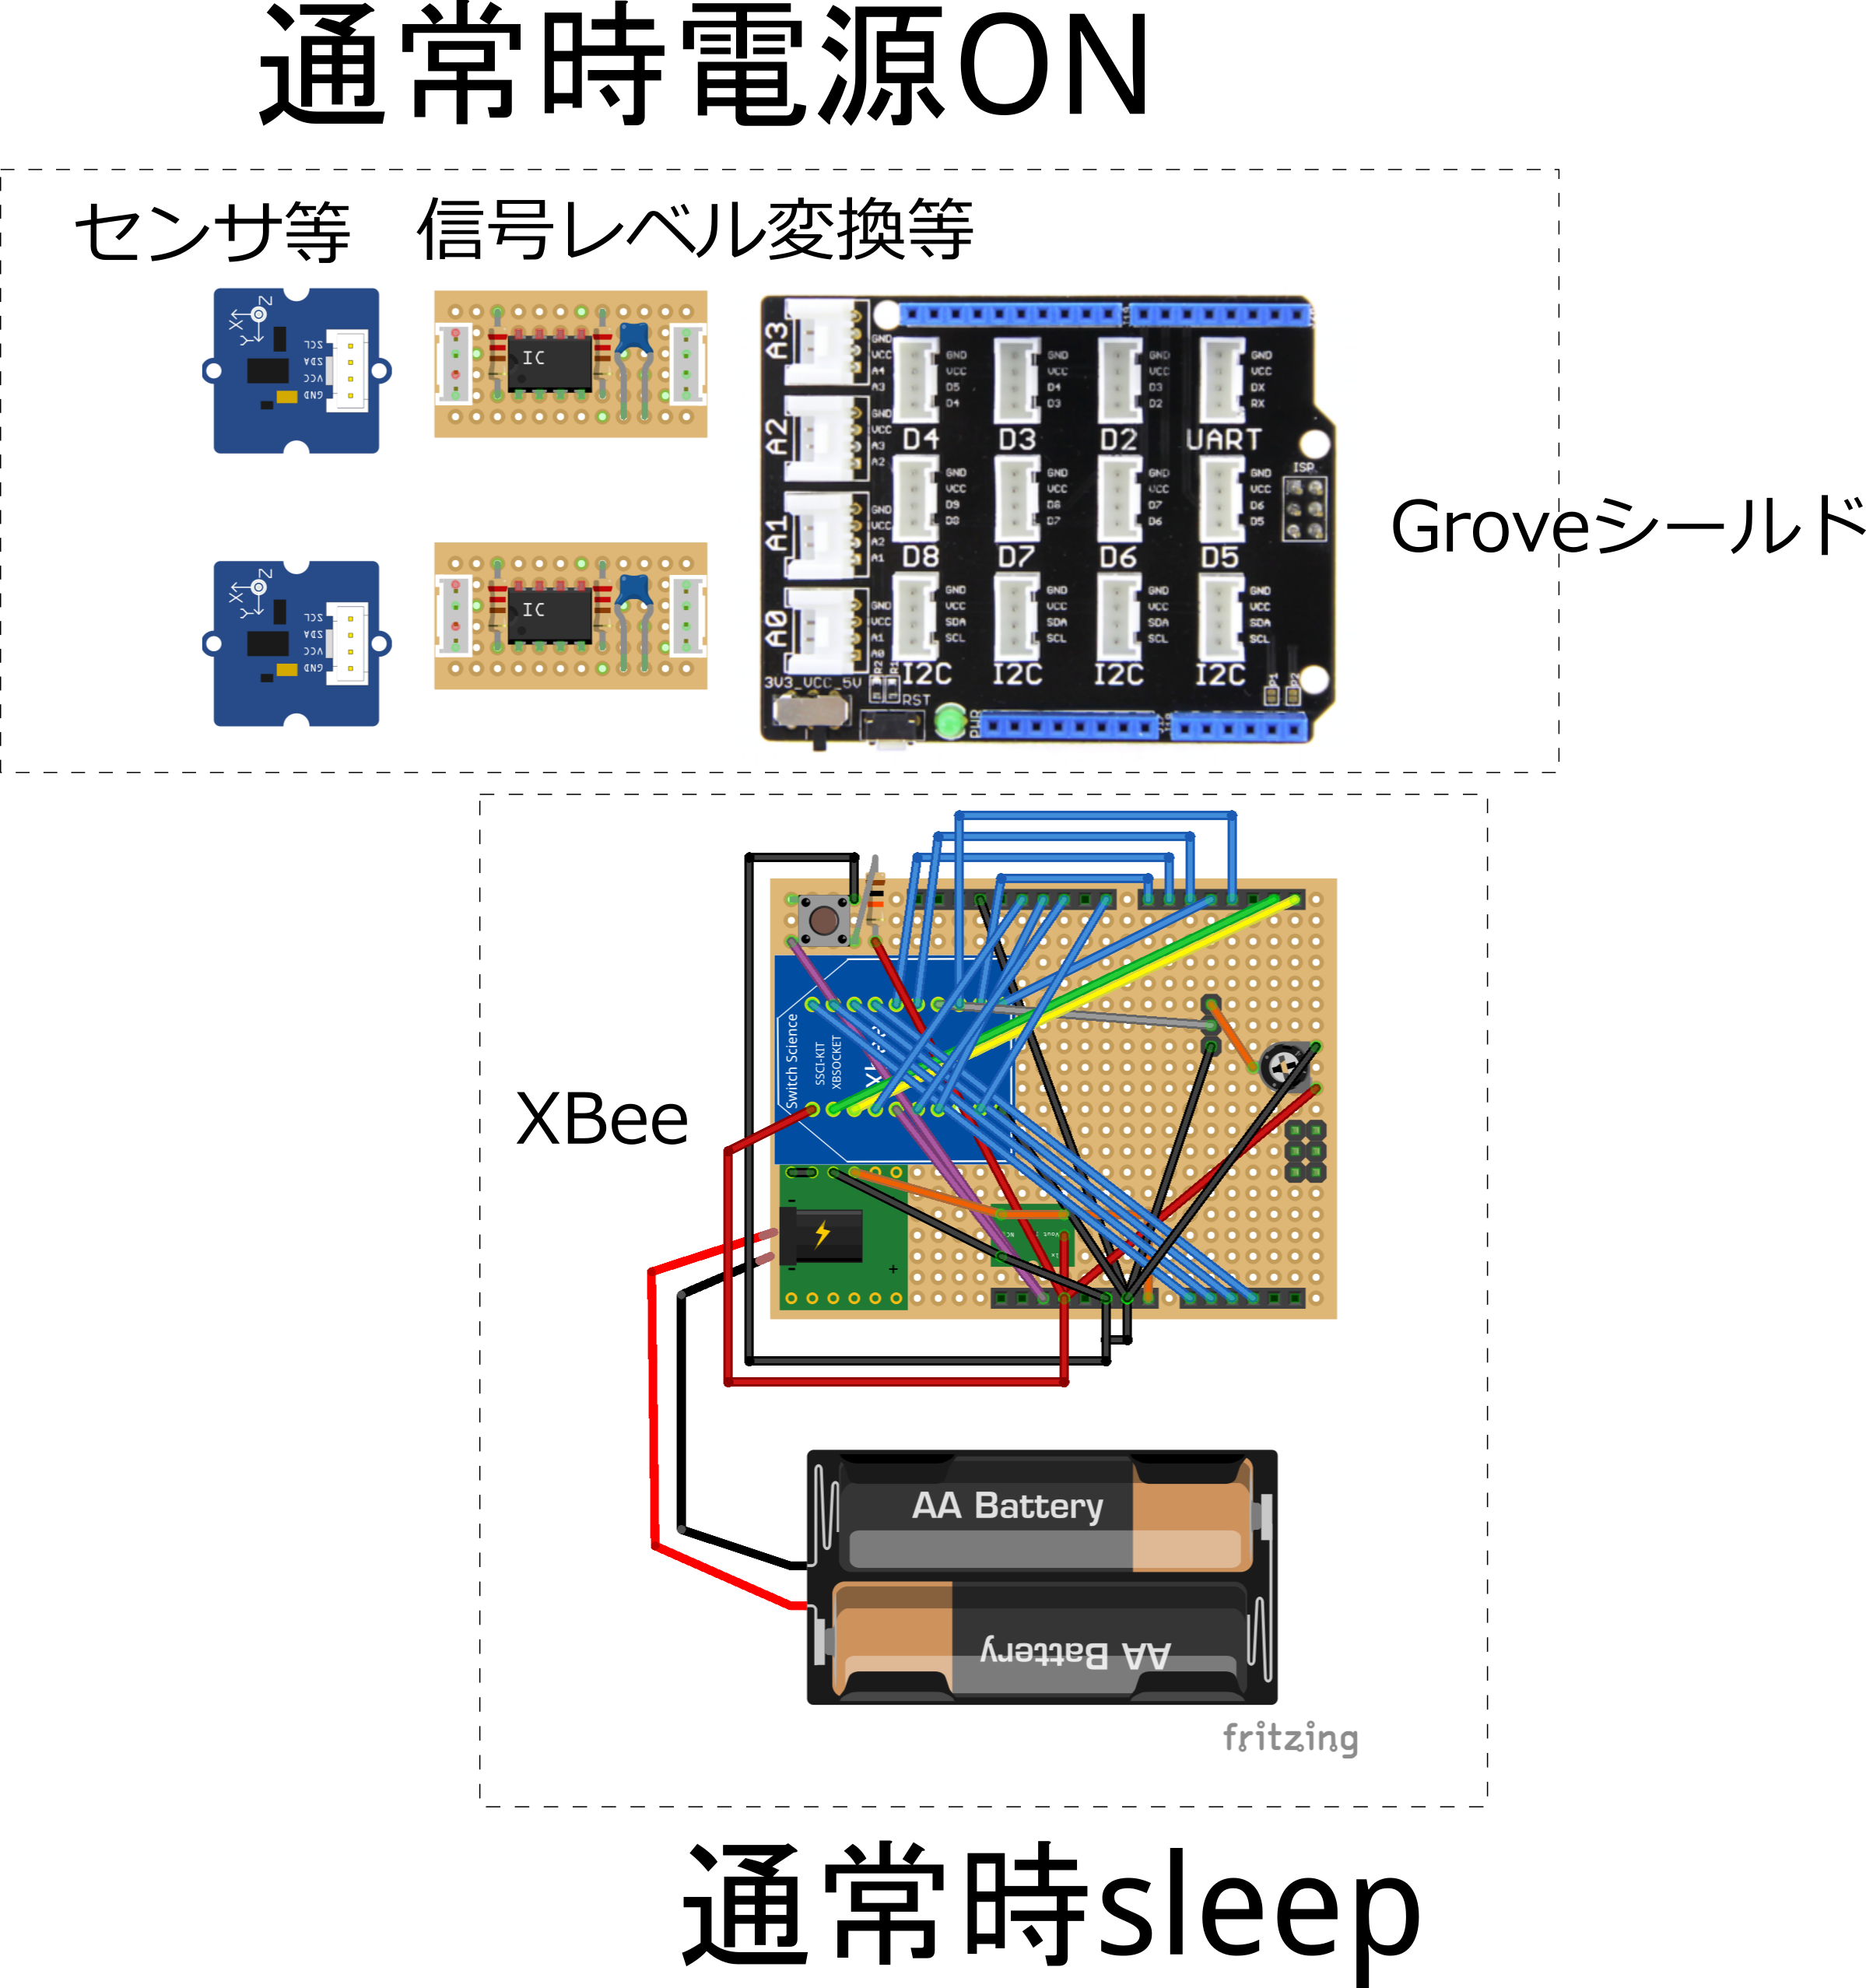 通常時電源ON
センサ等
信号レベル変換等
Z
X
Y
SCL
SDA
VCC
GND
IC
Z
X
Y
SCL
SDA
VCC
GND
IC
A3
GND
VCC
A4
A3
A2
GND
VCC
A3
A2
A1
GND
VCC
A2
A1
A0
GND
VCC
A1
A0
GND
VCC
D5
D4
D4
GND
VCC
D4
D3
D3
GND
VCC
D3
D2
D2
GND
VCC
DX
RX
UART
GND
VCC
D9
D8
D8
GND
VCC
D8
D7
D7
GND
VCC
D7
D6
D6
GND
VCC
D6
D5
D5
ISP
GND
VCC
SDA
SCL
I2C
GND
VCC
SDA
SCL
I2C
GND
VCC
SDA
SCL
I2C
GND
VCC
SDA
SCL
I2C
3V3_VCC_5V
R2
R1
RST
PWR
P1
P2
Groveシールド
XBee
Switch Science
SSCI-KIT
XBSOCKET
-
-
+
AA Battery
AA Battery
fritzing
通常時sleep